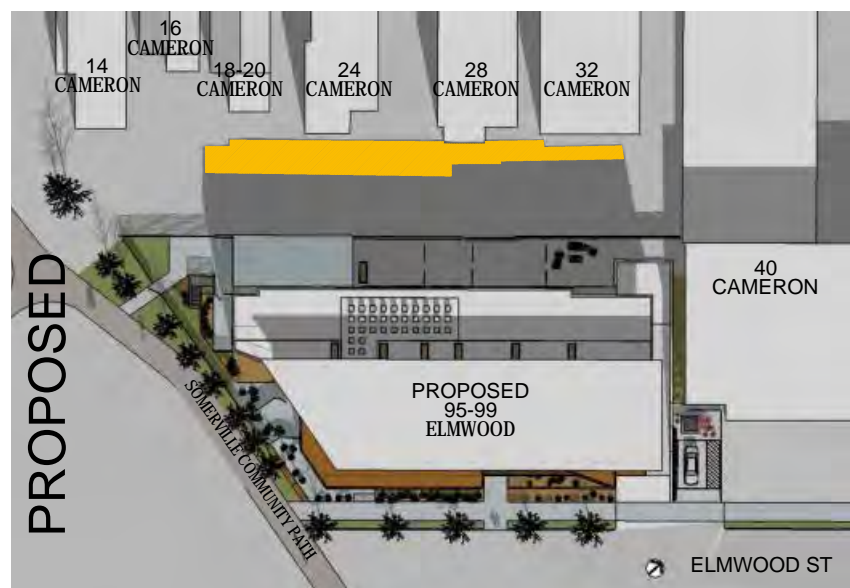 16
CAMERON
14
CAMERON
18-20
CAMERON
24
CAMERON
28
CAMERON
32
CAMERON
40
CAMERON
PROPOSED
PROPOSED
95-99
ELMWOOD
SOMERVILLE COMMUNITY PATH
ELMWOOD ST